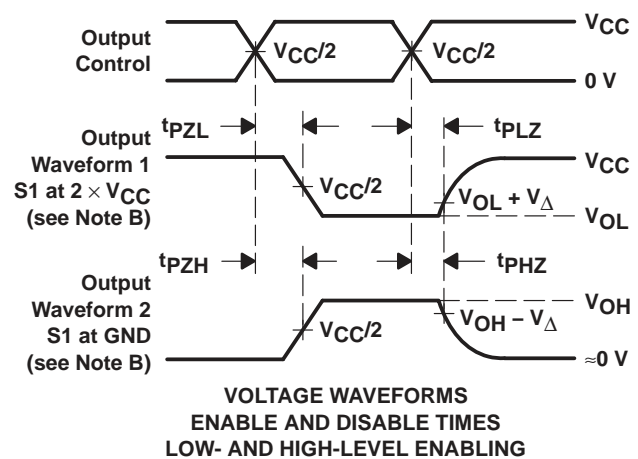 Output
Control
VCC/2
VCC/2
VCC
0 V
tPZL
tPLZ
Output
Waveform 1
S1 at 2 × VCC
(see Note B)
VCC/2
VCC
VOL + VΔ
VOL
tPZH
tPHZ
Output
Waveform 2
S1 at GND
(see Note B)
VCC/2
VOH
VOH − VΔ
≈0 V
VOLTAGE WAVEFORMS
ENABLE AND DISABLE TIMES
LOW- AND HIGH-LEVEL ENABLING